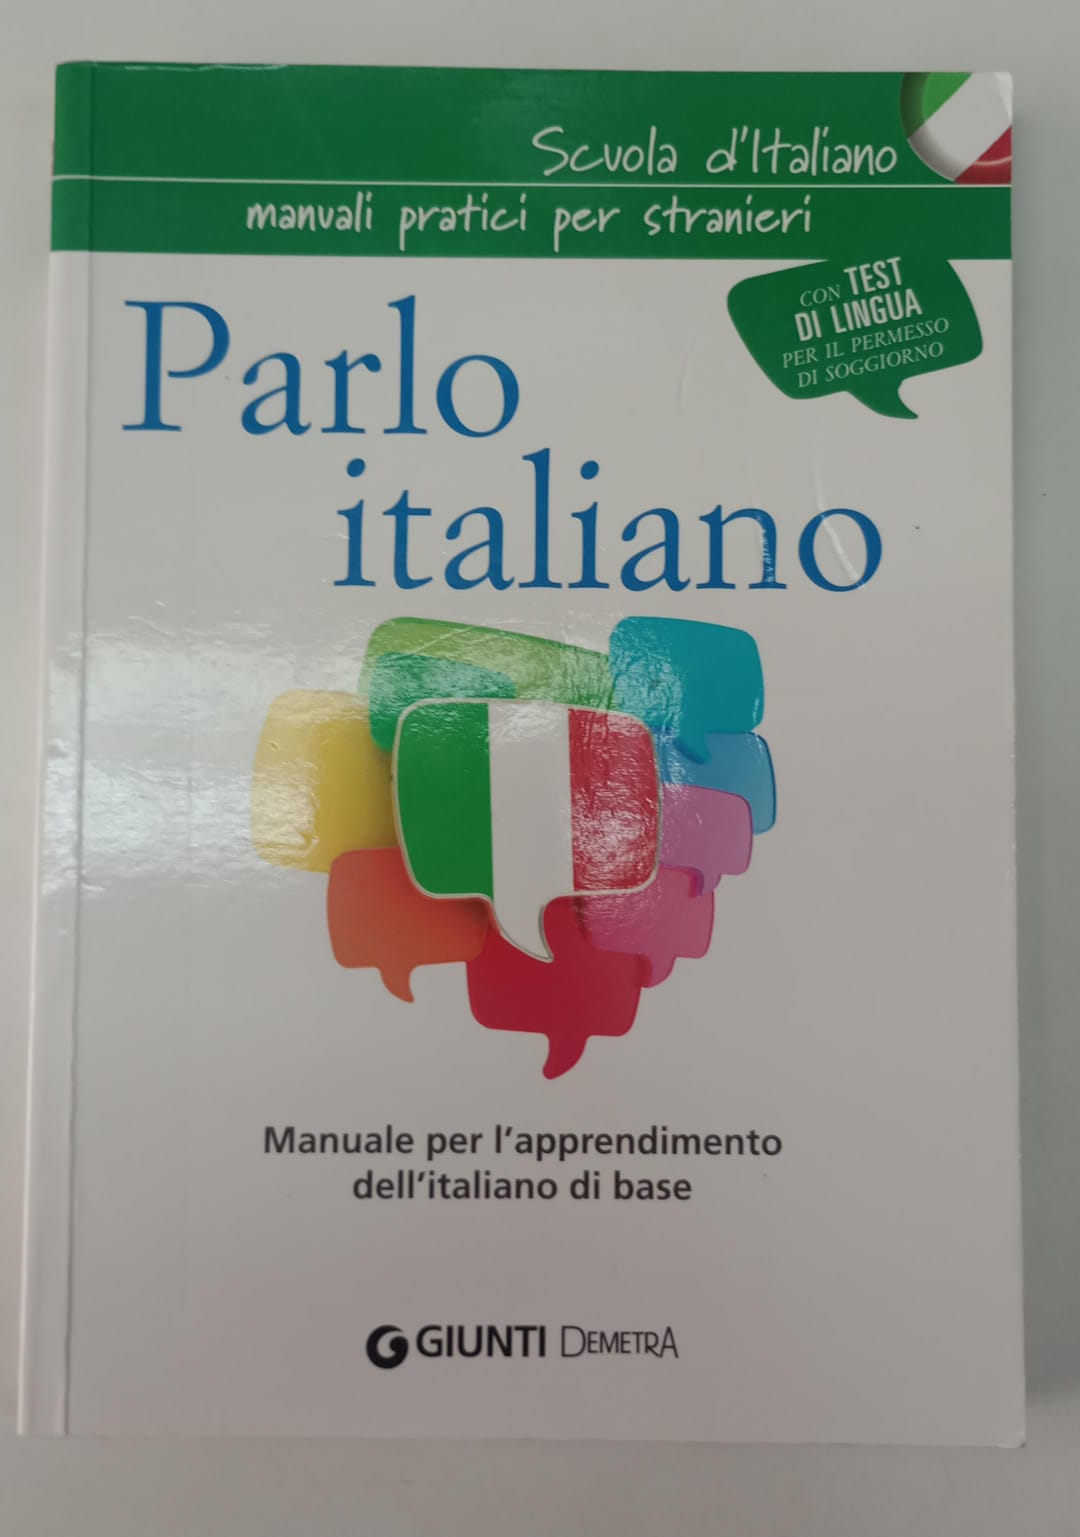 Scuola d'Italiano
manuali pratici per stranieri
CON TEST
DI LINGUA
PER IL PERMESSO
DI SOGGIORNO
Parlo
italiano
Manuale per l'apprendimento
dell'italiano di base
GIUNTI DEMETRA